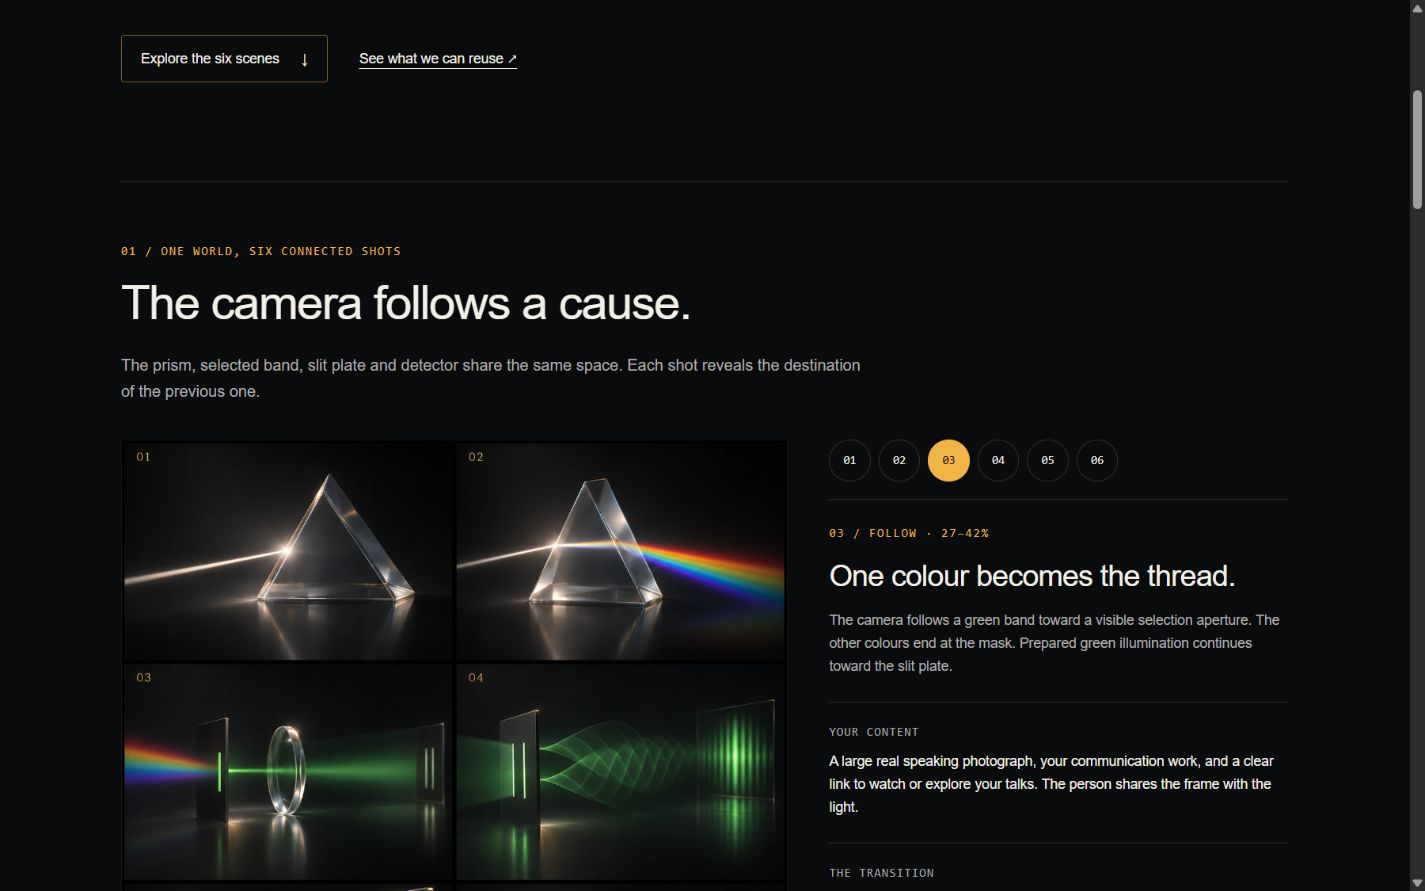 Explore the six scenes ↓
See what we can reuse ↗
01 / ONE WORLD, SIX CONNECTED SHOTS
The camera follows a cause.
The prism, selected band, slit plate and detector share the same space. Each shot reveals the destination
of the previous one.
01
02
03
04
01 02 03 04 05 06
03 / FOLLOW · 27–42%
One colour becomes the thread.
The camera follows a green band toward a visible selection aperture. The
other colours end at the mask. Prepared green illumination continues
toward the slit plate.
YOUR CONTENT
A large real speaking photograph, your communication work, and a clear
link to watch or explore your talks. The person shares the frame with the
light.
THE TRANSITION